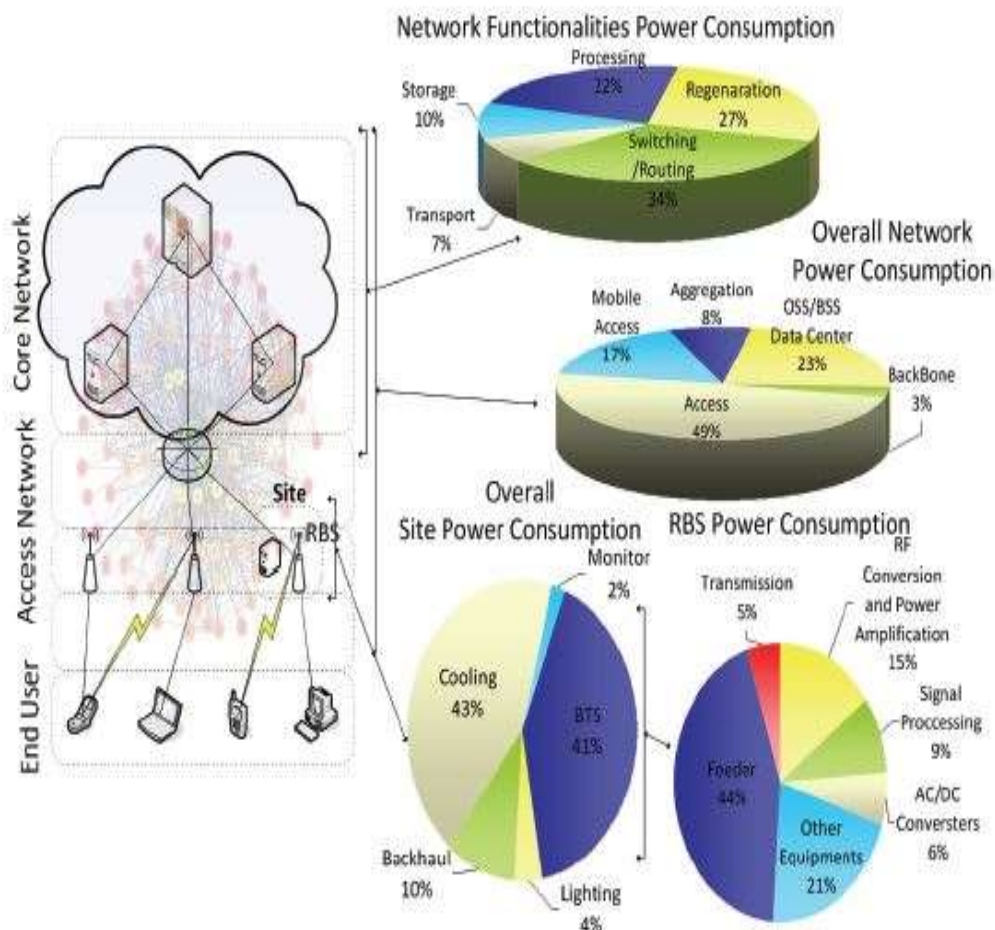 Network Functionalities Power Consumption
Processing
22%
Regenaration
27%
Storage
10%
Switching
/Routing
34%
Transport
7%
Overall Network
Power Consumption
Mobile
Access
17%
Aggregation
8%
OSS/BSS
Data Center
23%
BackBone
3%
Access
49%
Core Network
Access Network
End User
Site
RBS
Overall
Site Power Consumption
Monitor
2%
Cooling
43%
BTS
41%
Backhaul
10%
Lighting
4%
RBS Power Consumption
RF
Conversion
and Power
Amplification
15%
Transmission
5%
Signal
Proccessing
9%
Feeder
44%
AC/DC
Conversters
6%
Other
Equipments
21%